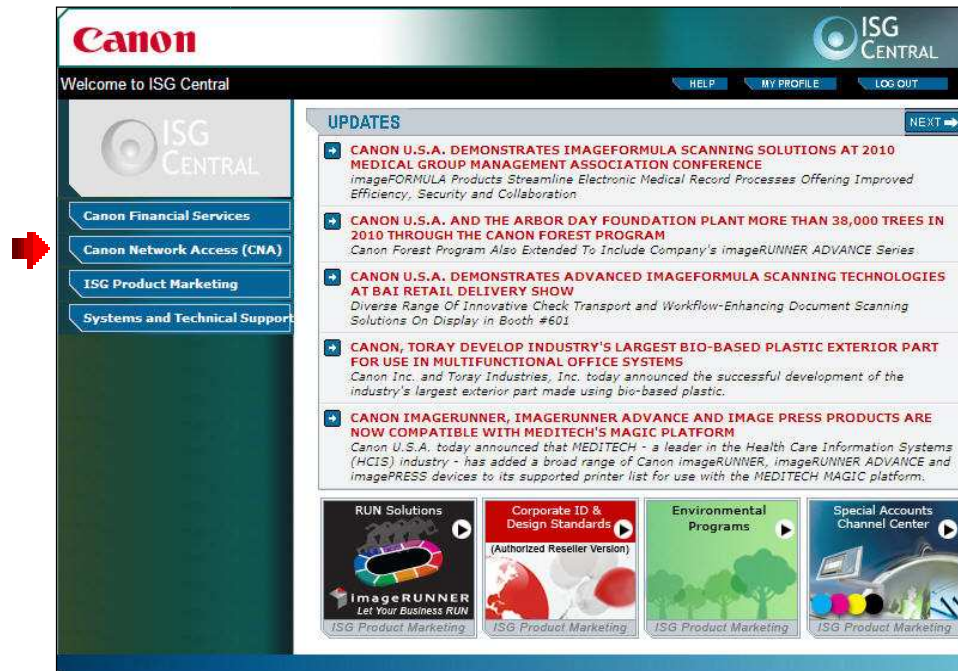 Canon
ISG
CENTRAL
Welcome to ISG Central
HELP
MY PROFILE
LOG OUT
ISG
CENTRAL
Canon Financial Services
Canon Network Access (CNA)
ISG Product Marketing
Systems and Technical Support
UPDATES
NEXT
CANON U.S.A. DEMONSTRATES IMAGEFORMULA SCANNING SOLUTIONS AT 2010
MEDICAL GROUP MANAGEMENT ASSOCIATION CONFERENCE
imageFORMULA Products Streamline Electronic Medical Record Processes Offering Improved
Efficiency, Security and Collaboration
CANON U.S.A. AND THE ARBOR DAY FOUNDATION PLANT MORE THAN 38,000 TREES IN
2010 THROUGH THE CANON FOREST PROGRAM
Canon Forest Program Also Extended To Include Company's imageRUNNER ADVANCE Series
CANON U.S.A. DEMONSTRATES ADVANCED IMAGEFORMULA SCANNING TECHNOLOGIES
AT BAI RETAIL DELIVERY SHOW
Diverse Range Of Innovative Check Transport and Workflow-Enhancing Document Scanning
Solutions On Display in Booth #601
CANON, TORAY DEVELOP INDUSTRY'S LARGEST BIO-BASED PLASTIC EXTERIOR PART
FOR USE IN MULTIFUNCTIONAL OFFICE SYSTEMS
Canon Inc. and Toray Industries, Inc. today announced the successful development of the
industry's largest exterior part made using bio-based plastic.
CANON IMAGERUNNER, IMAGERUNNER ADVANCE AND IMAGE PRESS PRODUCTS ARE
NOW COMPATIBLE WITH MEDITECH'S MAGIC PLATFORM
Canon U.S.A. today announced that MEDITECH - a leader in the Health Care Information Systems
(HCIS) industry - has added a broad range of Canon imageRUNNER, imageRUNNER ADVANCE and
imagePRESS devices to its supported printer list for use with the MEDITECH MAGIC platform.
RUN Solutions
imageRUNNER
Let Your Business RUN
ISG Product Marketing
Corporate ID &
Design Standards
(Authorized Reseller Version)
ISG Product Marketing
Environmental
Programs
ISG Product Marketing
Special Accounts
Channel Center
ISG Product Marketing